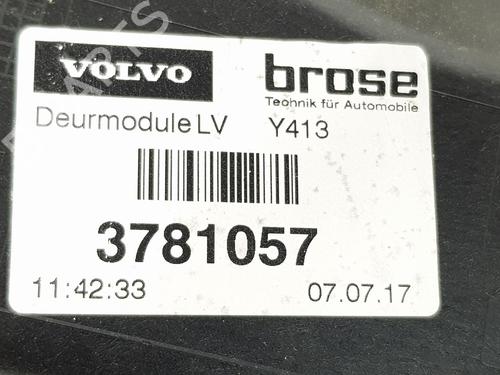 VOLVO
brose
Technik für Automobile
Deurmodule LV Y413
3781057
11:42:33 07.07.17